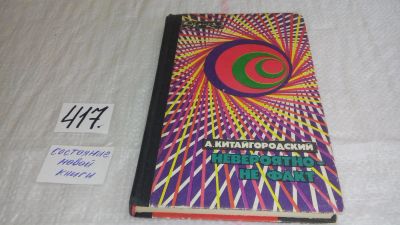 417.
состояние
новой
книги
А.КИТАЙГОРОДСКИЙ
НЕВЕРОЯТНО-
НЕ ФАКТ